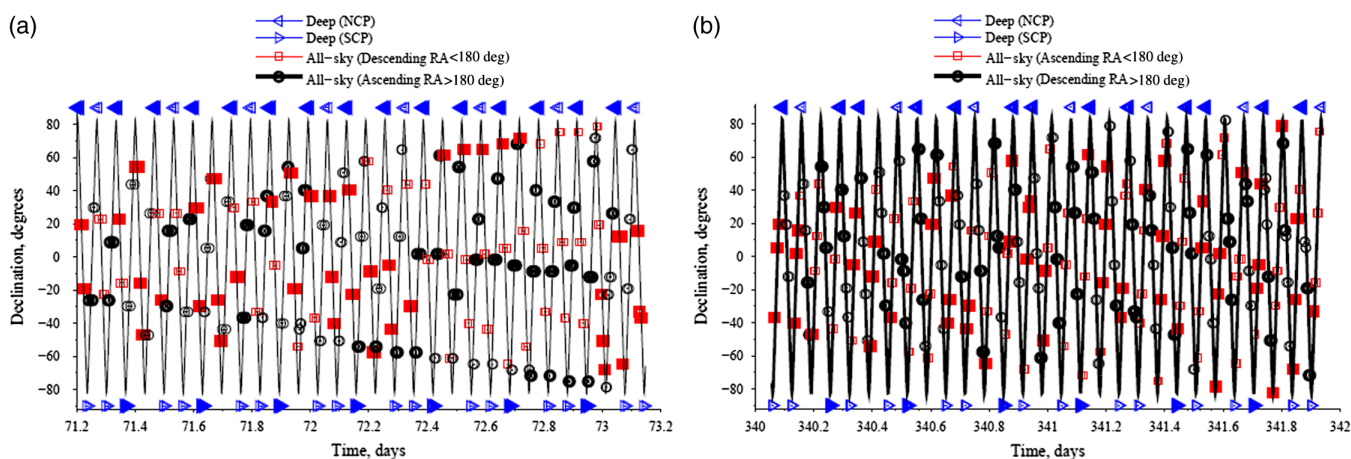 (a)
Deep (NCP)
Deep (SCP)
All-sky (Descending RA<180 deg)
All-sky (Ascending RA>180 deg)
80
60
40
20
0
−20
−40
−60
−80
Declination, degrees
71.2 71.4 71.6 71.8 72 72.2 72.4 72.6 72.8 73 73.2
Time, days
(b)
Deep (NCP)
Deep (SCP)
All-sky (Ascending RA<180 deg)
All-sky (Descending RA>180 deg)
80
60
40
20
0
−20
−40
−60
−80
Declination, degrees
340 340.2 340.4 340.6 340.8 341 341.2 341.4 341.6 341.8 342
Time, days